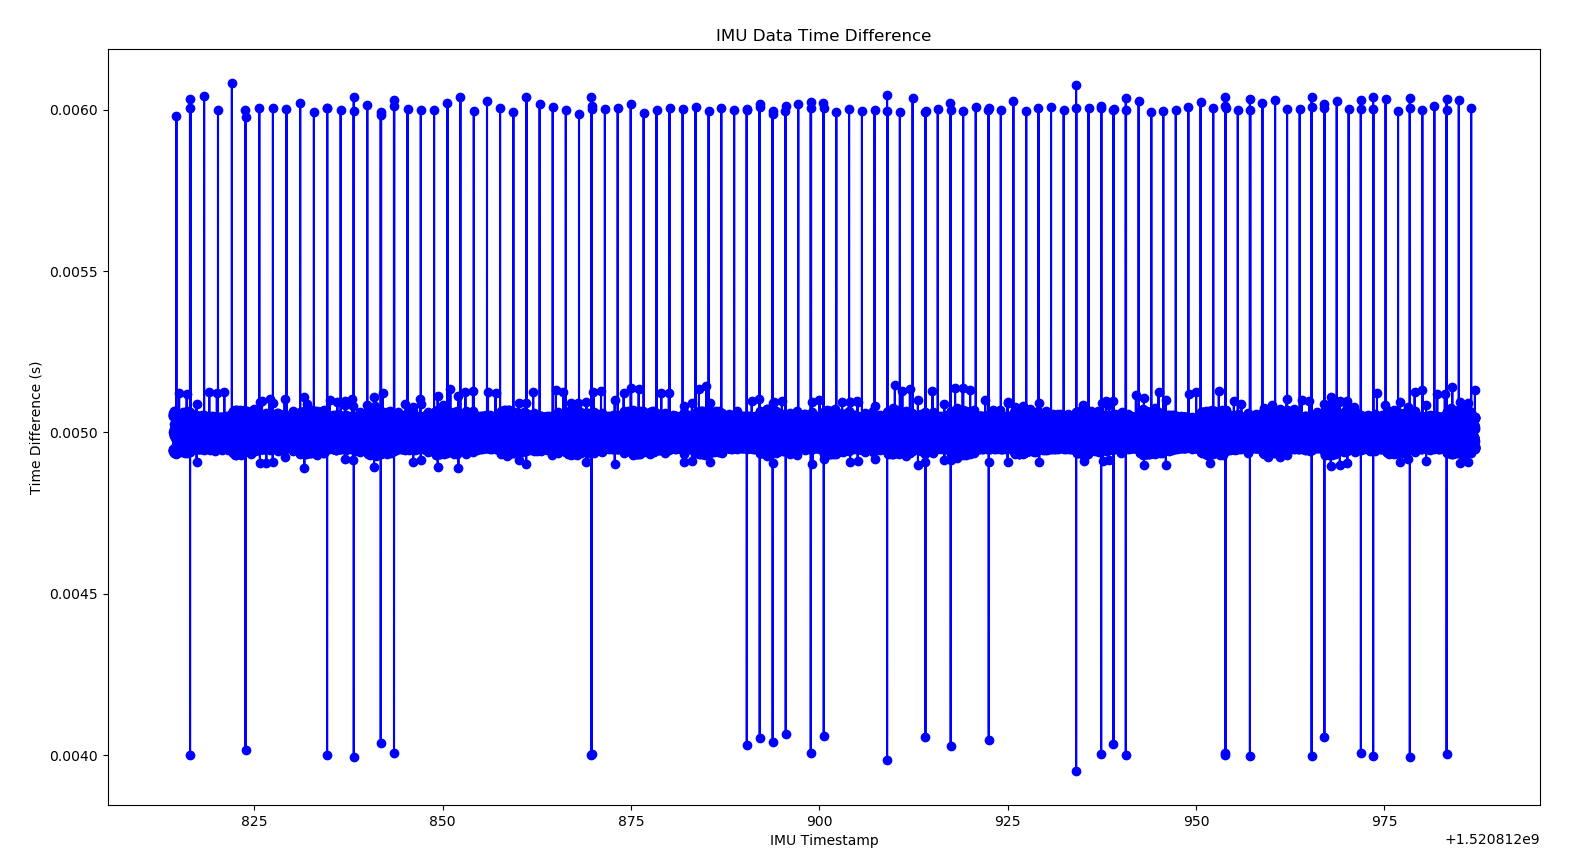 IMU Data Time Difference
0.0060
0.0055
0.0050
0.0045
0.0040
Time Difference (s)
825 850 875 900 925 950 975
IMU Timestamp
+1.520812e9